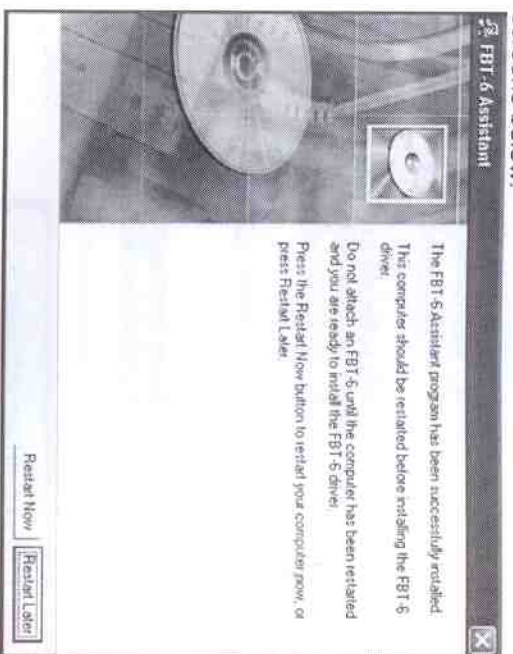 FBT-6 Assistant
The FBT-6 Assistant program has been successfully installed.
This computer should be restarted before installing the FBT-6
driver.
Do not attach an FBT-6 until the computer has been restarted
and you are ready to install the FBT-6 driver.
Press the Restart Now button to restart your computer now, or
press Restart Later.
Restart Now
Restart Later